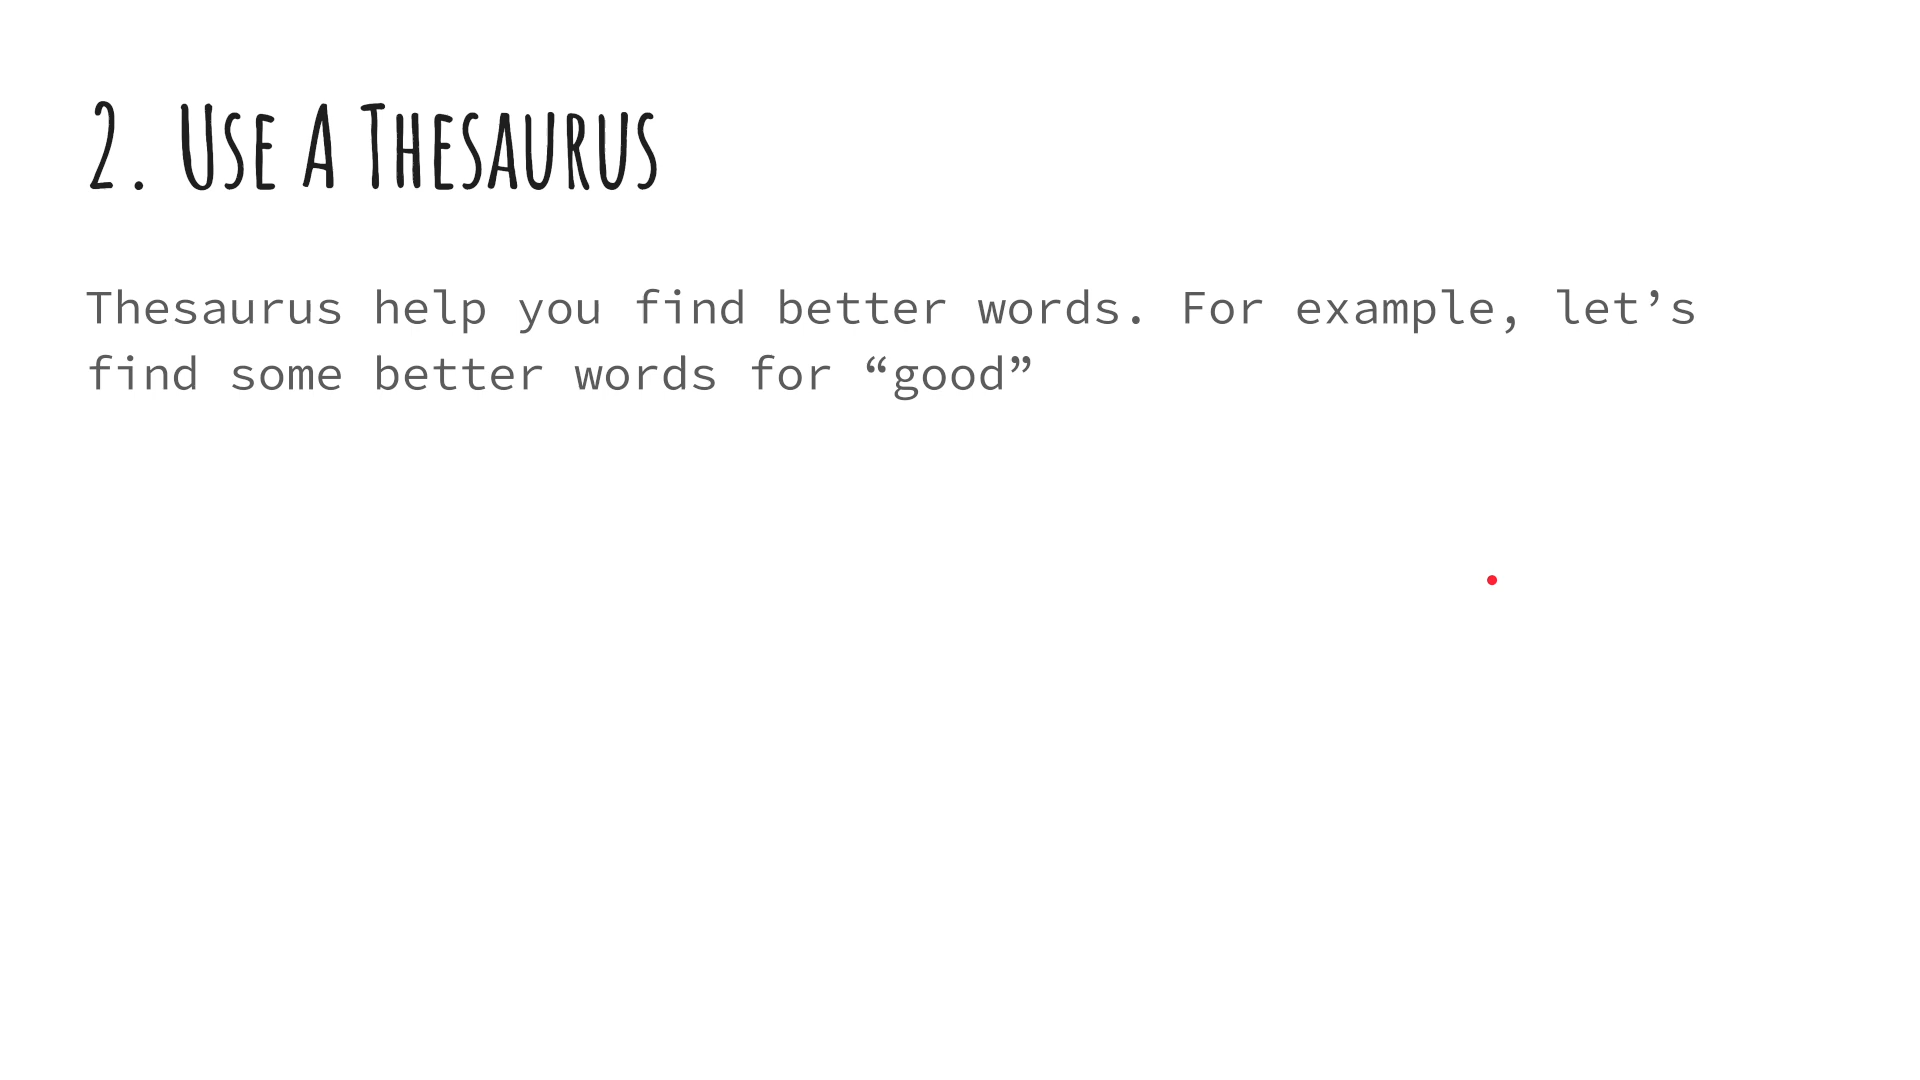 2. Use A Thesaurus
Thesaurus help you find better words. For example, let’s
find some better words for “good”